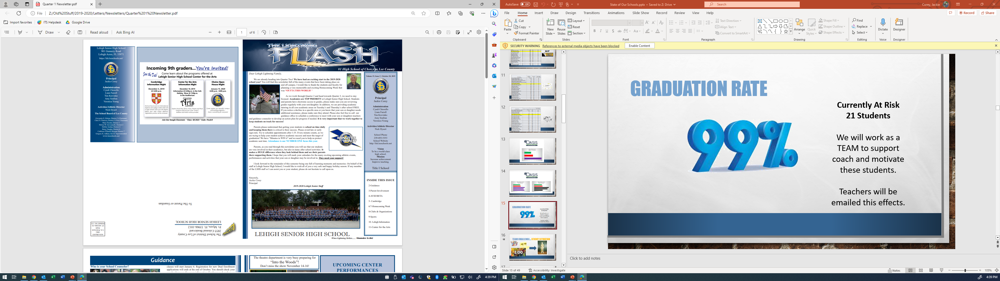 Quarter 1 Newsletter.pdf
File
Z:/Old%20Stuff/2019-2020/Letters/Newsletters/Quarter%201%20Newsletter.pdf
Import favorites
ITS Helpdesk
Google Drive
Draw
Read aloud
Ask Bing AI
1
of 6
Lehigh Senior High School
901 Gunnery Road
Lehigh Acres, FL 33971
Principal
Jackie Corey
Administration
Cyndi Chiorello
Liam Farrell
Tim Krevinko
Amy Szafran
Veronica Young
Activities/Athletic Director
Nick Dysert
The School Board of Lee County
www.leeschools.net
Incoming 9th graders...You're Invited!
Save the Date!
Come learn about the programs offered at
Lehigh Senior High School Center for the Arts
Cambridge
Information Night
December 3, 2019
@ 6:00 p.m.
Center for the Arts
Information Night
December 10, 2019
Information @ 6:00p.m. in the Cafe
Holiday Show @ 7:00p.m.
in the Auditorium
CENTER
Arts
LEHIGH
Choice Open
House Night
January 15, 2020
6:00 p.m.- 8:00 p.m.
To The Parent or Guardian
LEHIGH SENIOR HIGH SCHOOL
Ft. Myers, FL 33966-1012
2855 Colonial Boulevard
The School District of Lee County
THE LIGHTNING
FLASH
#1 High School of Choice in Lee County
Dear Lehigh Lightning Family,
We are already heading into Quarter Two! We have had an exciting start to the 2019-2020
school year! You will find this newsletter full of the many events that have been taking place on
and off campus. I would like to thank the students and faculty for
planning a very memorable and exciting Homecoming Week that
was "OUTTA THIS WORLD! "
As we work through Quarter 2 and head towards Quarter 3, we need to stay
focused. Academics are TOP PRIORITY at Lehigh Senior High School. Students
and parents have electronic access to grades, please make sure you are reviewing
grades regularly with your son/daughter. In addition, we are providing academic
tutoring in all core academic areas on Tuesday's and Thursday's after school FREE.
If you notice a decline in a specific area or you know that your son or daughter needs
additional assistance, please make sure they attend. Please also feel free to call our
guidance office to schedule a conference to meet with your son or daughters teachers
and guidance counselor to develop an action plan for progress if needed. It is very important that we work together to
keep students on track for success!
Parents please understand that getting your students to school on time daily
and keeping them there is critical to their success. Please avoid late or early
sign-outs. Try to schedule appointments after 1:35. Every minute counts, as we
are trying to help your student achieve academic success and meet the target of
graduation! We have "Minutes to WIN it" and we need you to help us protect
academic seat time. Attendance is our NUMBER ONE focus this year.
MINUTES
TO WIN IT
Parents, as you read through this newsletter you will see that our students
are very involved in their academics, but also in many after school activities. It
makes a HUGE difference when they look behind them and see their parents
there supporting them. I hope that you will mark your calendars for the many exciting upcoming athletic events,
performances and activities that your son or daughter may be involved in. They need your support!
I look forward to the remainder of this semester being one full of learning moments and memories. On behalf of the
staff at Lehigh Senior High School, I would like to wish all of you a very safe and happy holiday season. If any member
of the LSHS staff or I can assist you or your student, please do not hesitate to call upon us.
Sincerely,
Jackie Corey
Principal
2019-2020 Lehigh Senior Staff
LEHIGH SENIOR HIGH SCHOOL
When Lightning Strikes...... Thunder Rolls!
Volume 15, Issue 2 • October 20, 2019
Principal
Jackie Corey
Administration
Cyndi Chiorello
Liam Farrell
Tim Krevinko
Amy Szafran
Veronica Young
Activities/Athletic Director
Nick Dysert
School Phone
239-693-5353
School Website
http://lsh.leeschools.net
Vision
To be a world-class
high school.
Mission
Increase achievement
Improve teaching.
Title I School
INSIDE THIS ISSUE
2-Guidance
3-Parent Involvement
4-AVID/BETA
5- Cambridge
6/7-Homecoming Week
8-Clubs & Organizations
9-Sports
10- Lehigh Information
11-Center for the Arts
Guidance
Who is your School Counselor?
classes will start January 6. Registration for new Dual Enrollment
applications will ends at the end of October. You should check your
The theatre department is very busy preparing for
"Into the Woods"!
Don't miss the show November 14-16!
UPCOMING CENTER
PERFORMANCES
4:39 PM
AutoSave Off
State of Our Schools.pptx • Saved to Z: Drive
Search
Corey, Jackie
File Home Insert Draw Design Transitions Animations Slide Show Record Review View Help
Record
Share
Paste
Cut
Copy
Format Painter
Clipboard
New
Slide
Reuse
Slides
Layout
Reset
Section
Slides
Font
Text Direction
Align Text
Convert to SmartArt
Paragraph
Arrange
Quick
Styles
Shape Fill
Shape Outline
Shape Effects
Drawing
Find
Replace
Select
Editing
Dictate
Voice
Designer
Designer
SECURITY WARNING References to external media objects have been blocked
Enable Content
11
12
13
OASIS
14
OASIS
15
GRADUATION RATE
99%
16
TEAM CHALLENGE... STICKY SITUATION
1:00
17
GRADUATION RATE
99%
Currently At Risk
21 Students
We will work as a
TEAM to support
coach and motivate
these students.
Teachers will be
emailed this effects.
Click to add notes
Slide 15 of 49
Accessibility: Investigate
Notes
105%
4:39 PM